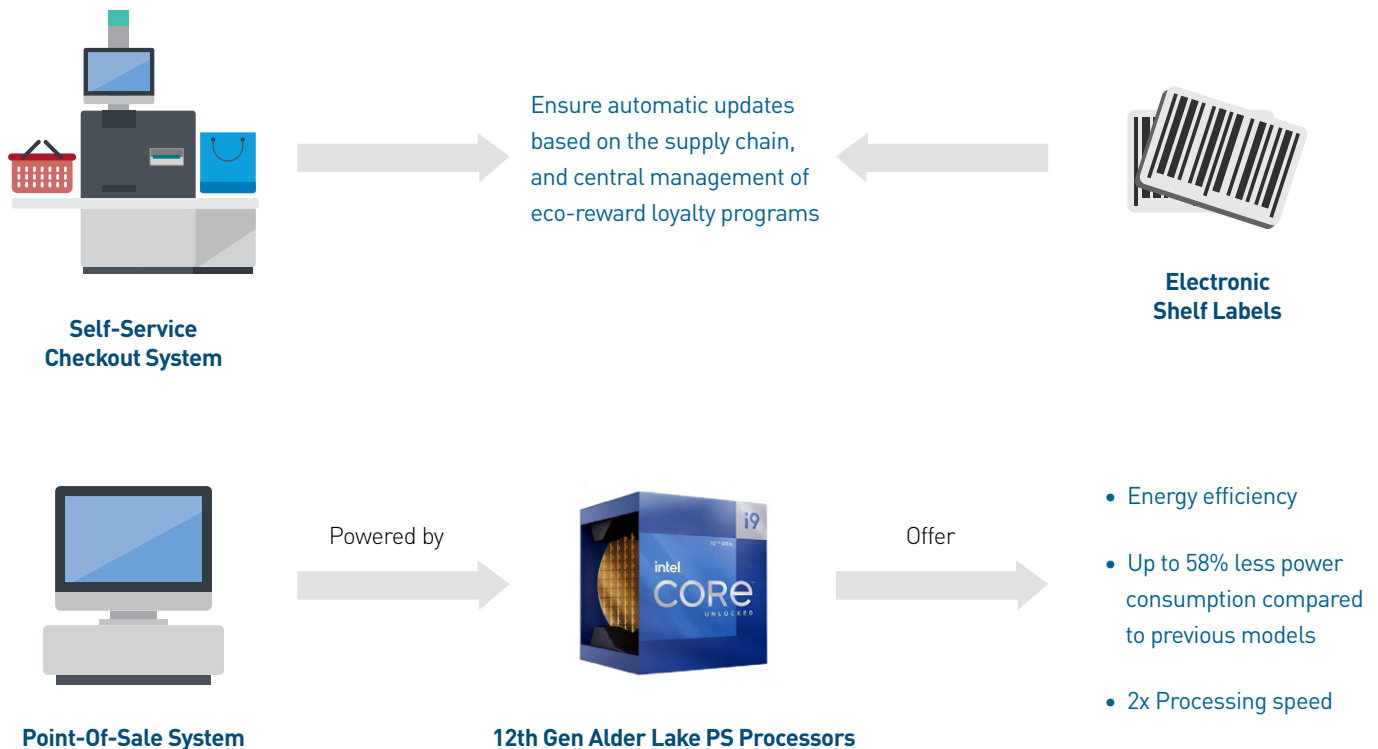 Ensure automatic updates
based on the supply chain,
and central management of
eco-reward loyalty programs
Self-Service
Checkout System
Electronic
Shelf Labels
Powered by
i9
12TH GEN
intel
CORE
UNLOCKED
Offer
• Energy efficiency
• Up to 58% less power
consumption compared
to previous models
• 2x Processing speed
Point-Of-Sale System
12th Gen Alder Lake PS Processors